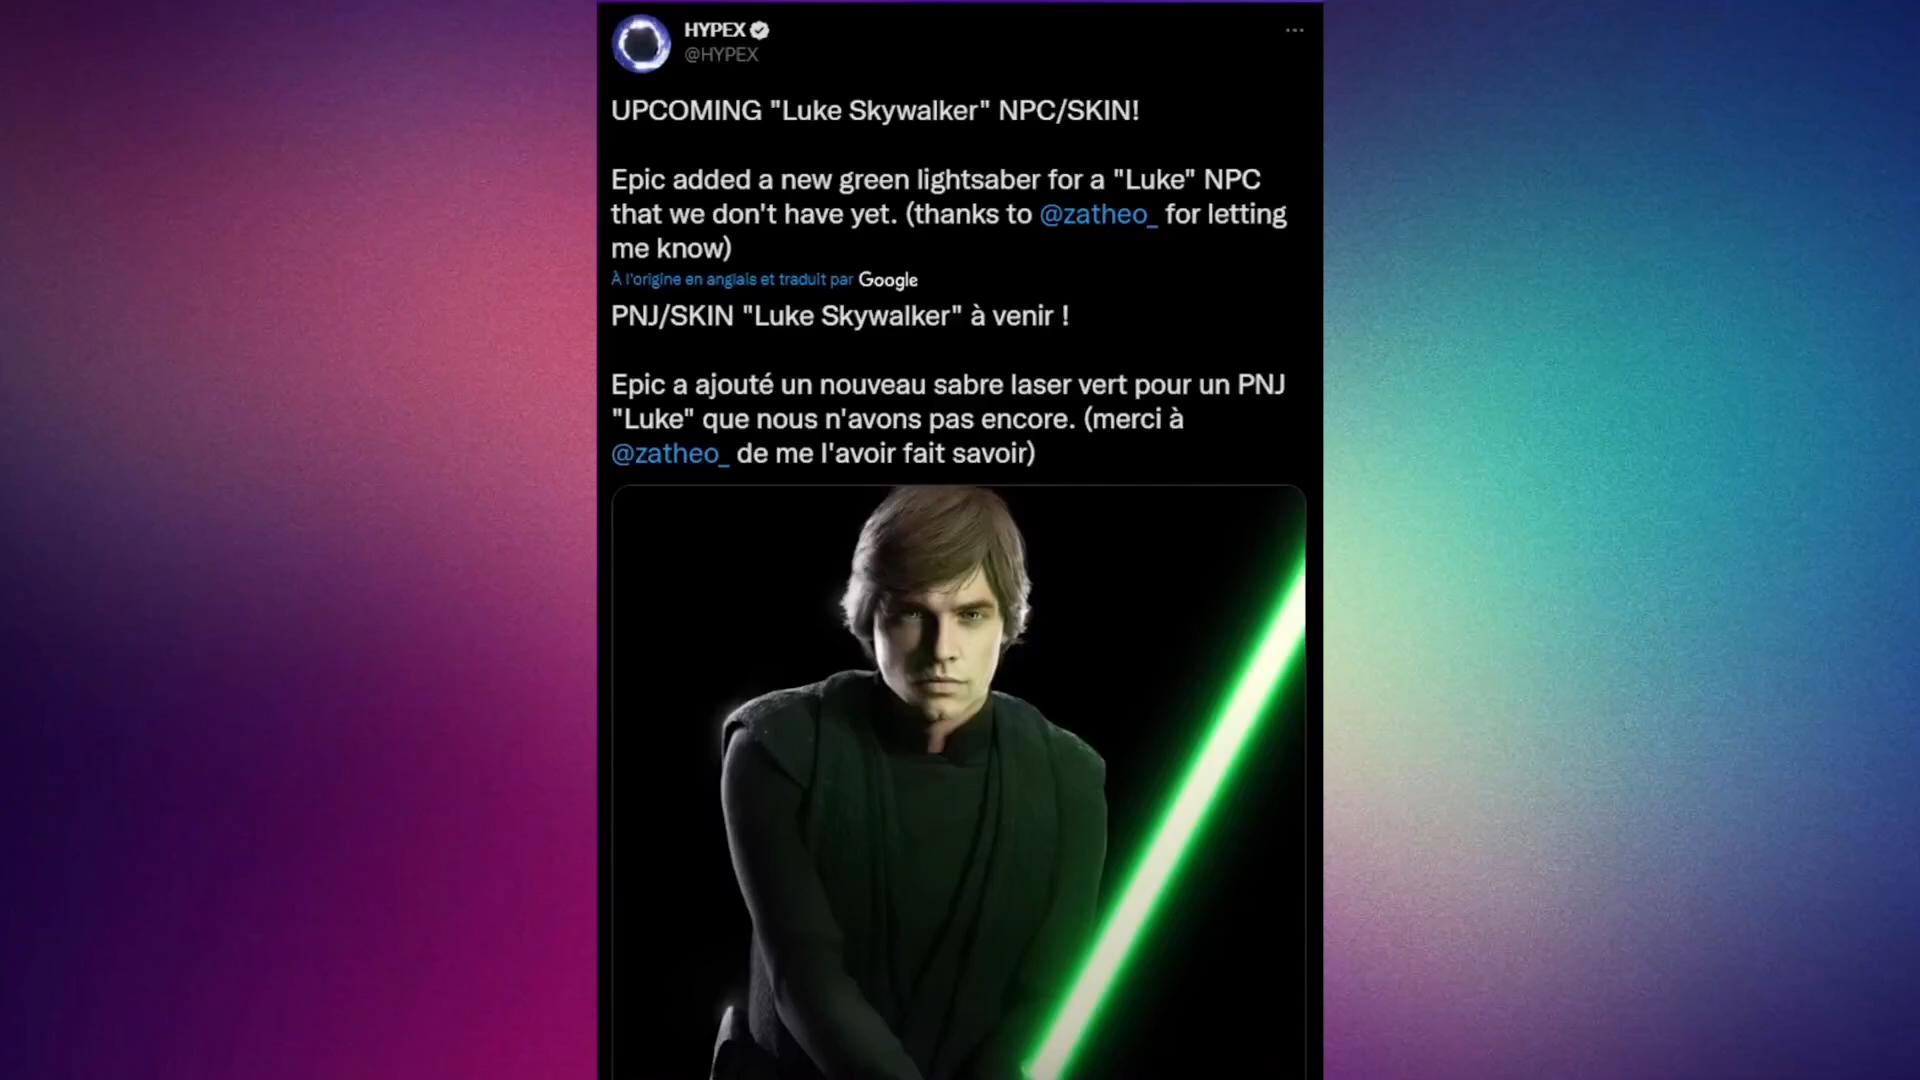 HYPEX
@HYPEX
UPCOMING "Luke Skywalker" NPC/SKIN!
Epic added a new green lightsaber for a "Luke" NPC
that we don't have yet. (thanks to @zatheo_ for letting
me know)
À l'origine en anglais et traduit par Google
PNJ/SKIN "Luke Skywalker" à venir !
Epic a ajouté un nouveau sabre laser vert pour un PNJ
"Luke" que nous n'avons pas encore. (merci à
@zatheo_ de me l'avoir fait savoir)